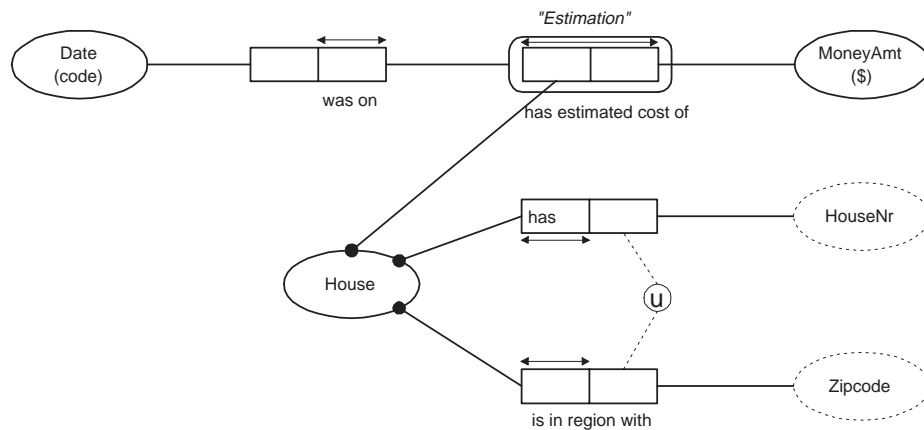 "Estimation"
Date
(code)
MoneyAmt
($)
was on
has estimated cost of
has
HouseNr
House
u
Zipcode
is in region with